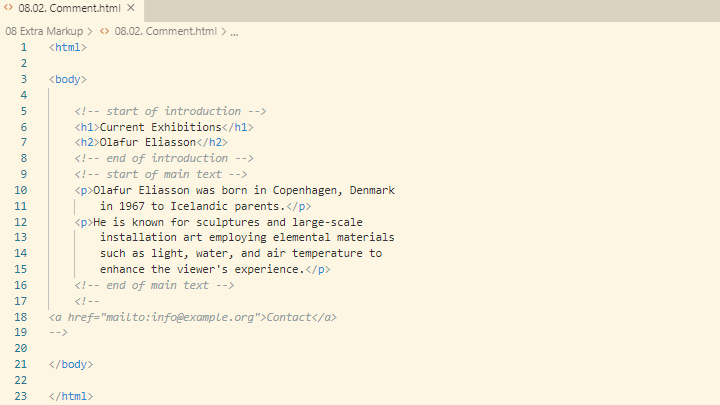 <> 08.02. Comment.html ×
08 Extra Markup > <> 08.02. Comment.html > ...
1 <html>
2
3 <body>
4
5 <!-- start of introduction -->
6 <h1>Current Exhibitions</h1>
7 <h2>Olafur Eliasson</h2>
8 <!-- end of introduction -->
9 <!-- start of main text -->
10 <p>Olafur Eliasson was born in Copenhagen, Denmark
11 in 1967 to Icelandic parents.</p>
12 <p>He is known for sculptures and large-scale
13 installation art employing elemental materials
14 such as light, water, and air temperature to
15 enhance the viewer's experience.</p>
16 <!-- end of main text -->
17 <!--
18 <a href="mailto:info@example.org">Contact</a>
19 -->
20
21 </body>
22
23 </html>